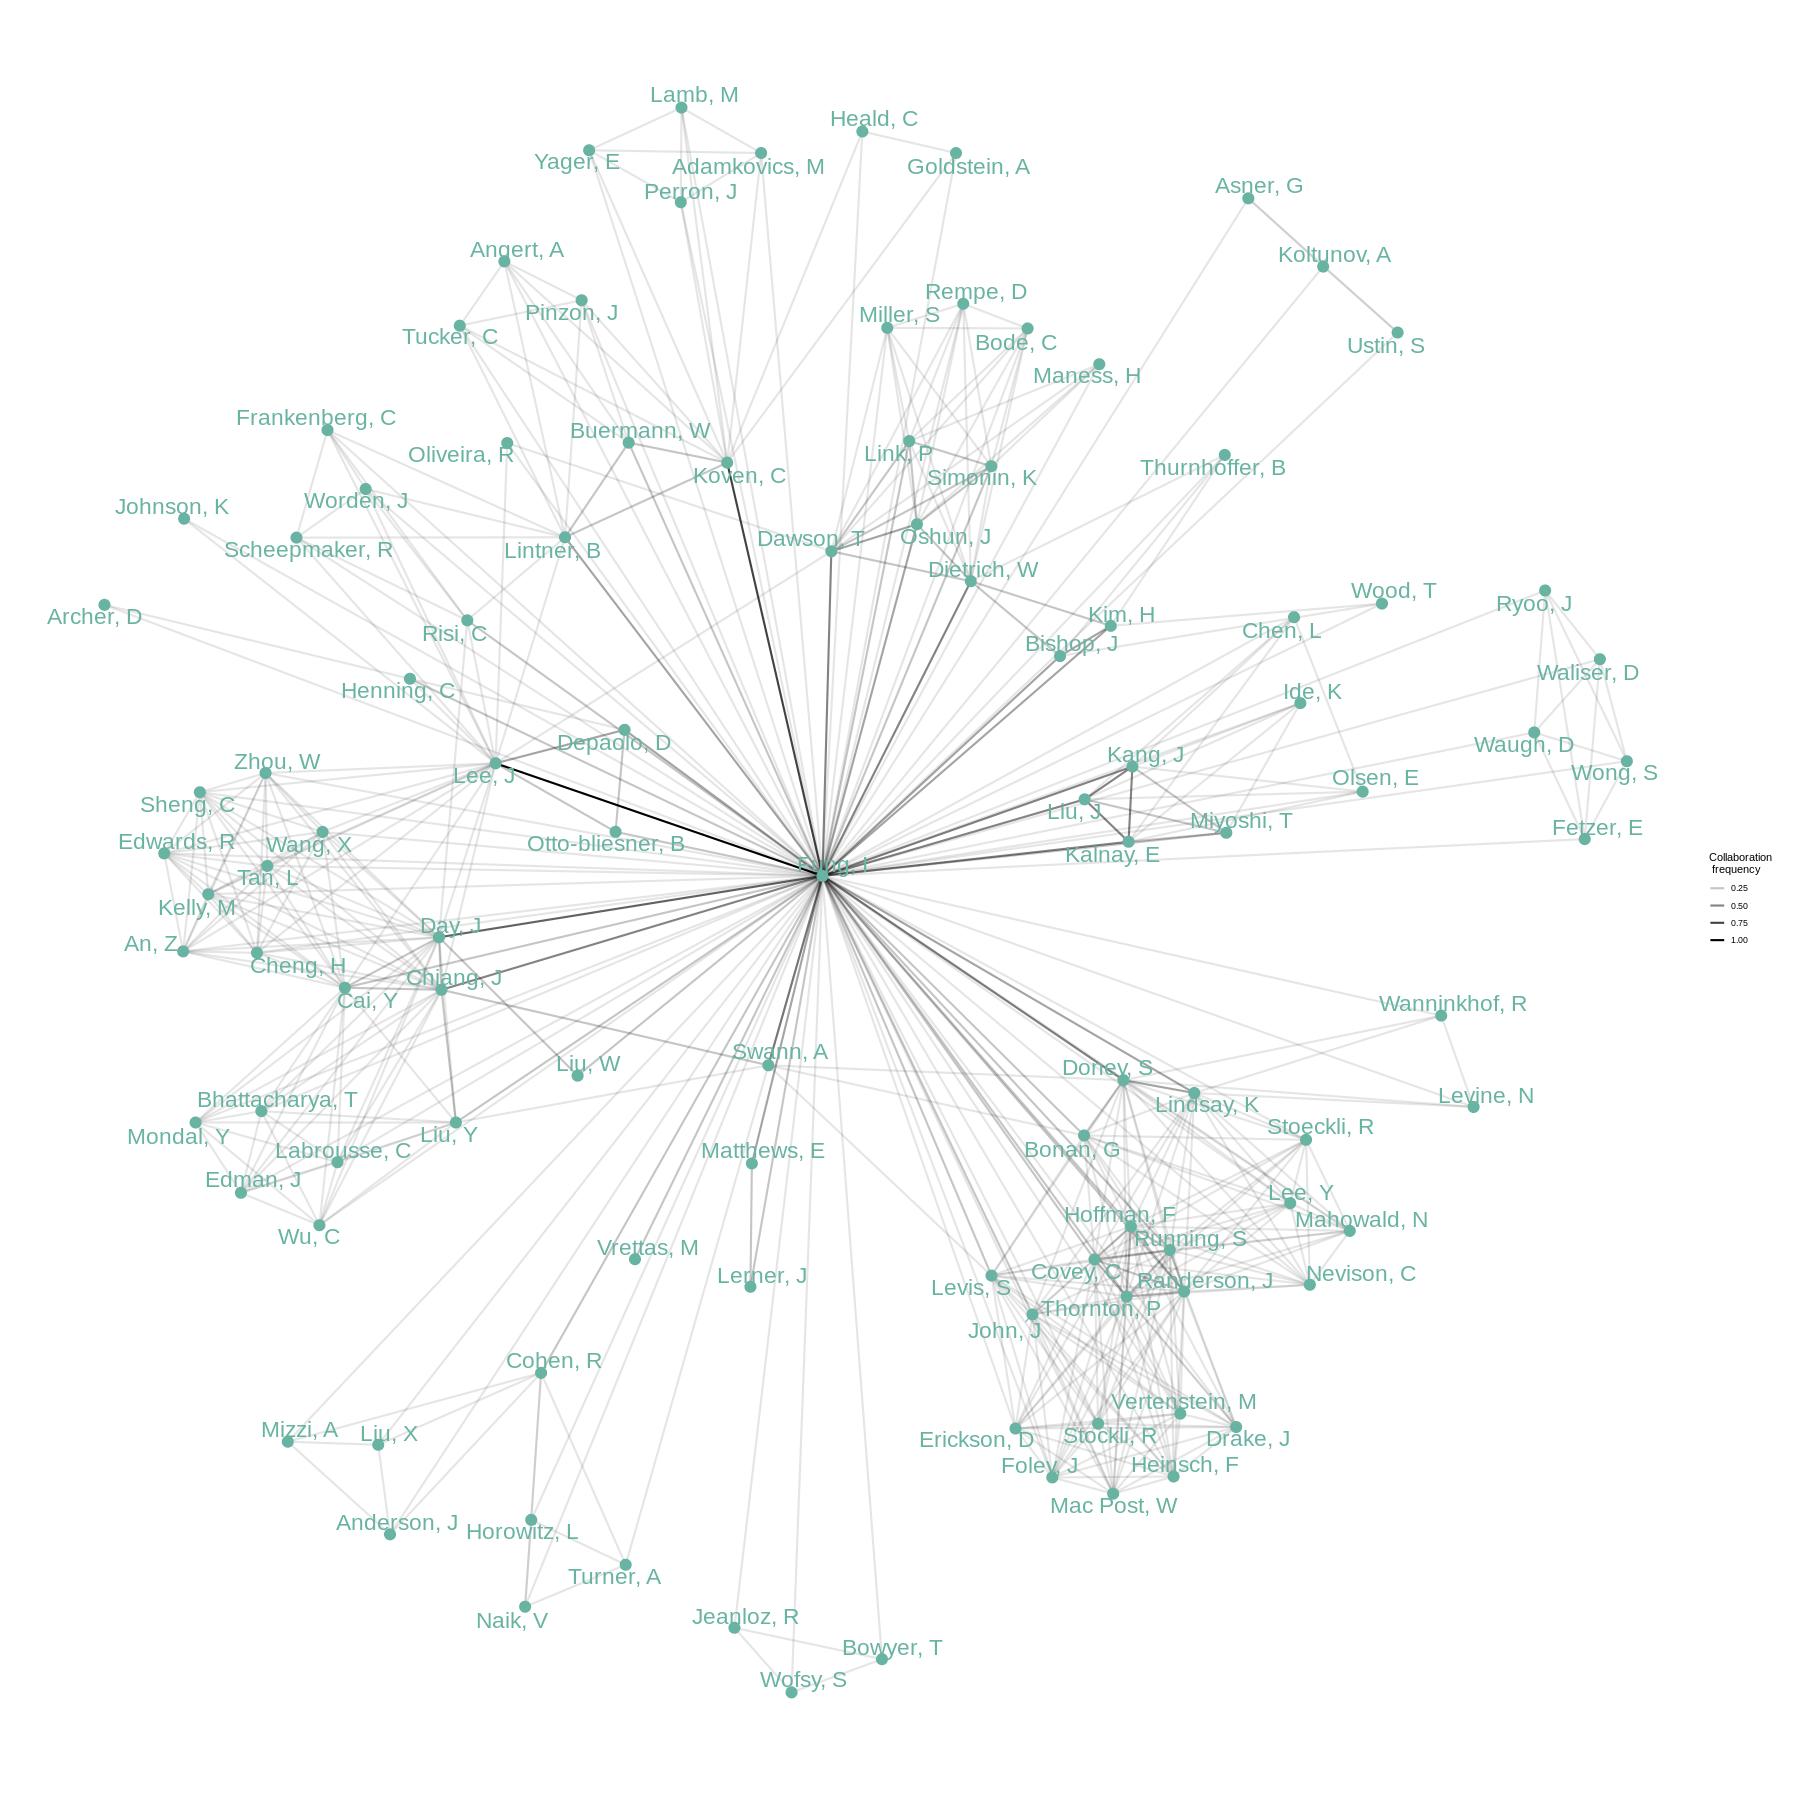 Lamb, M
Heald, C
Yager, E
Adamkovics, M
Goldstein, A
Perron, J
Asner, G
Angert, A
Koltunov, A
Rempe, D
Pinzon, J
Miller, S
Tucker, C
Bode, C
Ustin, S
Maness, H
Frankenberg, C
Buermann, W
Oliveira, R
Link, P
Koven, C
Simonin, K
Thurnhoffer, B
Worden, J
Johnson, K
Scheepmaker, R
Lintner, B
Dawson, T
Oshun, J
Dietrich, W
Wood, T
Ryoo, J
Archer, D
Kim, H
Chen, L
Risi, C
Bishop, J
Waliser, D
Henning, C
Ide, K
Depaolo, D
Waugh, D
Kang, J
Zhou, W
Lee, J
Wong, S
Olsen, E
Sheng, C
Liu, J
Miyoshi, T
Fetzer, E
Edwards, R
Wang, X
Otto-bliesner, B
Kalnay, E
Fung, I
Tan, L
Kelly, M
Collaboration
frequency
0.25
0.50
0.75
1.00
Day, J
An, Z
Cheng, H
Chiang, J
Cai, Y
Wanninkhof, R
Swann, A
Liu, W
Doney, S
Bhattacharya, T
Lindsay, K
Levine, N
Mondal, Y
Liu, Y
Stoeckli, R
Labrousse, C
Matthews, E
Bonan, G
Edman, J
Lee, Y
Hoffman, F
Mahowald, N
Wu, C
Vrettas, M
Running, S
Lerner, J
Covey, C
Randerson, J
Nevison, C
Levis, S
Thornton, P
John, J
Cohen, R
Vertenstein, M
Mizzi, A
Liu, X
Erickson, D
Stockli, R
Drake, J
Foley, J
Heinsch, F
Mac Post, W
Anderson, J
Horowitz, L
Turner, A
Naik, V
Jeanloz, R
Bowyer, T
Wofsy, S